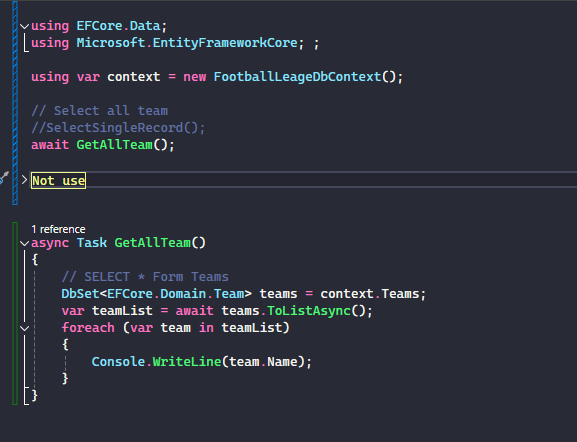 using EFCore.Data;
using Microsoft.EntityFrameworkCore; ;
using var context = new FootballLeageDbContext();
// Select all team
//SelectSingleRecord();
await GetAllTeam();
Not use
1 reference
async Task GetAllTeam()
{
// SELECT * Form Teams
DbSet<EFCore.Domain.Team> teams = context.Teams;
var teamList = await teams.ToListAsync();
foreach (var team in teamList)
{
Console.WriteLine(team.Name);
}
}